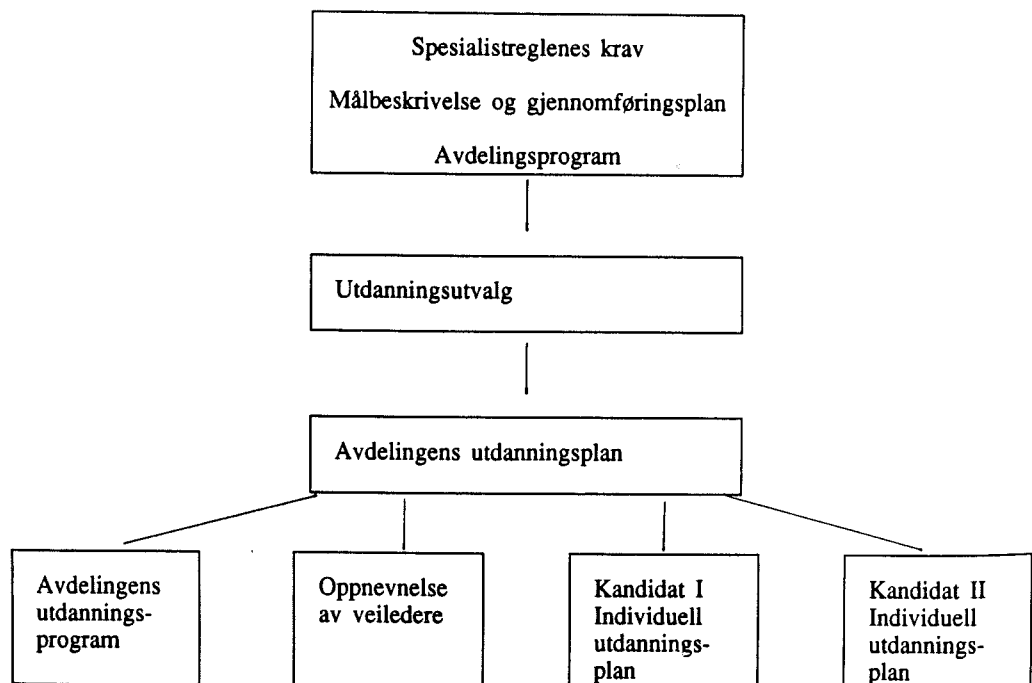 Spesialistreglenes krav
Målbeskrivelse og gjennomføringsplan
Avdelingsprogram
Utdanningsutvalg
Avdelingens utdanningsplan
Avdelingens
utdannings-
program
Oppnevnelse
av veiledere
Kandidat I
Individuell
utdannings-
plan
Kandidat II
Individuell
utdannings-
plan